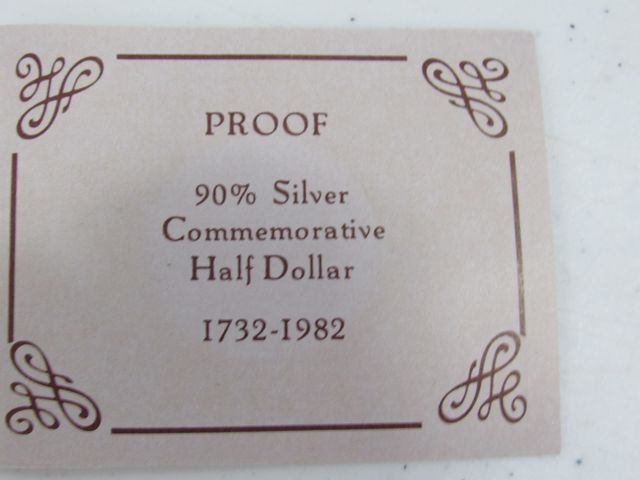 PROOF
90% Silver
Commemorative
Half Dollar
1732-1982